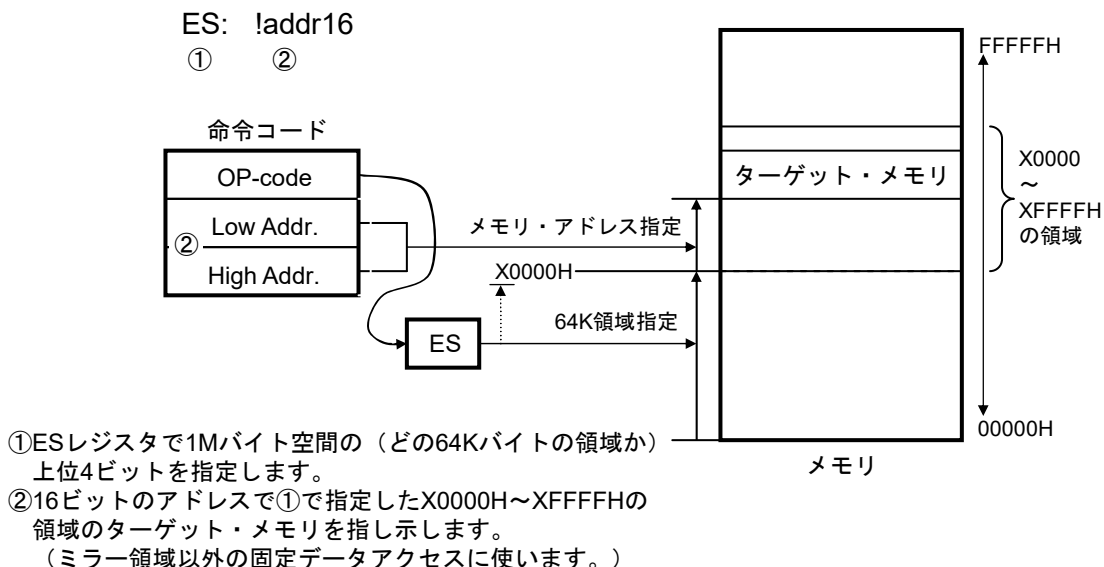 ES: !addr16
① ②
命令コード
OP-code
②
Low Addr.
High Addr.
ES
メモリ・アドレス指定
X0000H
64K領域指定
ターゲット・メモリ
FFFFFH
X0000
～
XFFFFH
の領域
00000H
メモリ
①ESレジスタで1Mバイト空間の（どの64Kバイトの領域か）
上位4ビットを指定します。
②16ビットのアドレスで①で指定したX0000H～XFFFFHの
領域のターゲット・メモリを指し示します。
（ミラー領域以外の固定データアクセスに使います。）